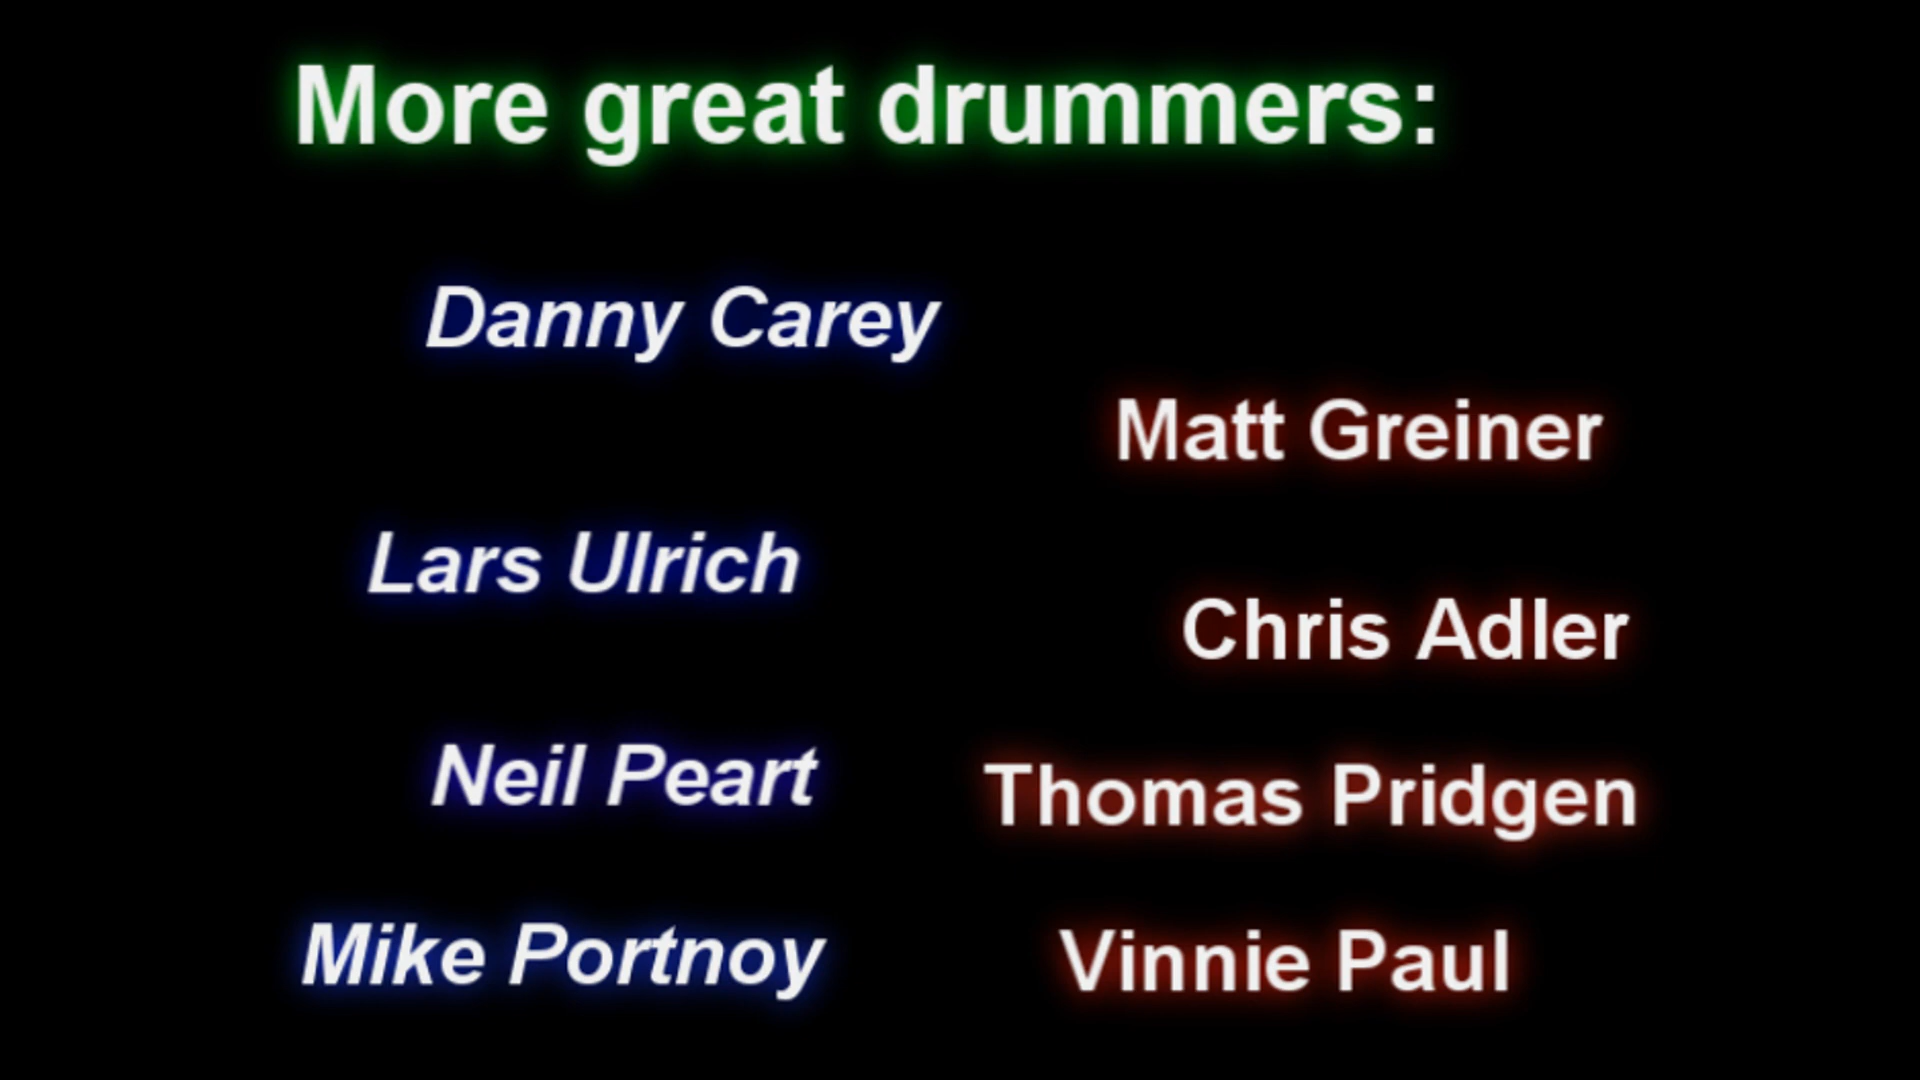 More great drummers:
Danny Carey
Matt Greiner
Lars Ulrich
Chris Adler
Neil Peart
Thomas Pridgen
Mike Portnoy
Vinnie Paul